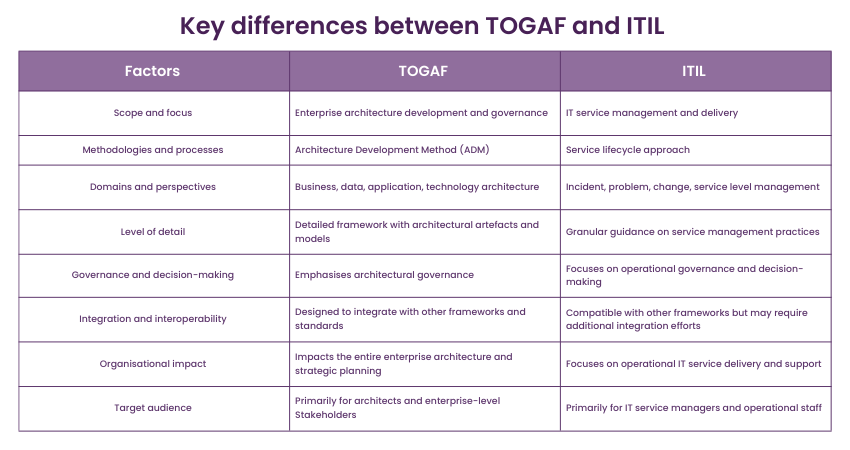 Key differences between TOGAF and ITIL
Factors
TOGAF
ITIL
Scope and focus
Enterprise architecture development and governance
IT service management and delivery
Methodologies and processes
Architecture Development Method (ADM)
Service lifecycle approach
Domains and perspectives
Business, data, application, technology architecture
Incident, problem, change, service level management
Level of detail
Detailed framework with architectural artefacts and
models
Granular guidance on service management practices
Governance and decision-making
Emphasises architectural governance
Focuses on operational governance and decision-
making
Integration and interoperability
Designed to integrate with other frameworks and
standards
Compatible with other frameworks but may require
additional integration efforts
Organisational impact
Impacts the entire enterprise architecture and
strategic planning
Focuses on operational IT service delivery and support
Target audience
Primarily for architects and enterprise-level
Stakeholders
Primarily for IT service managers and operational staff